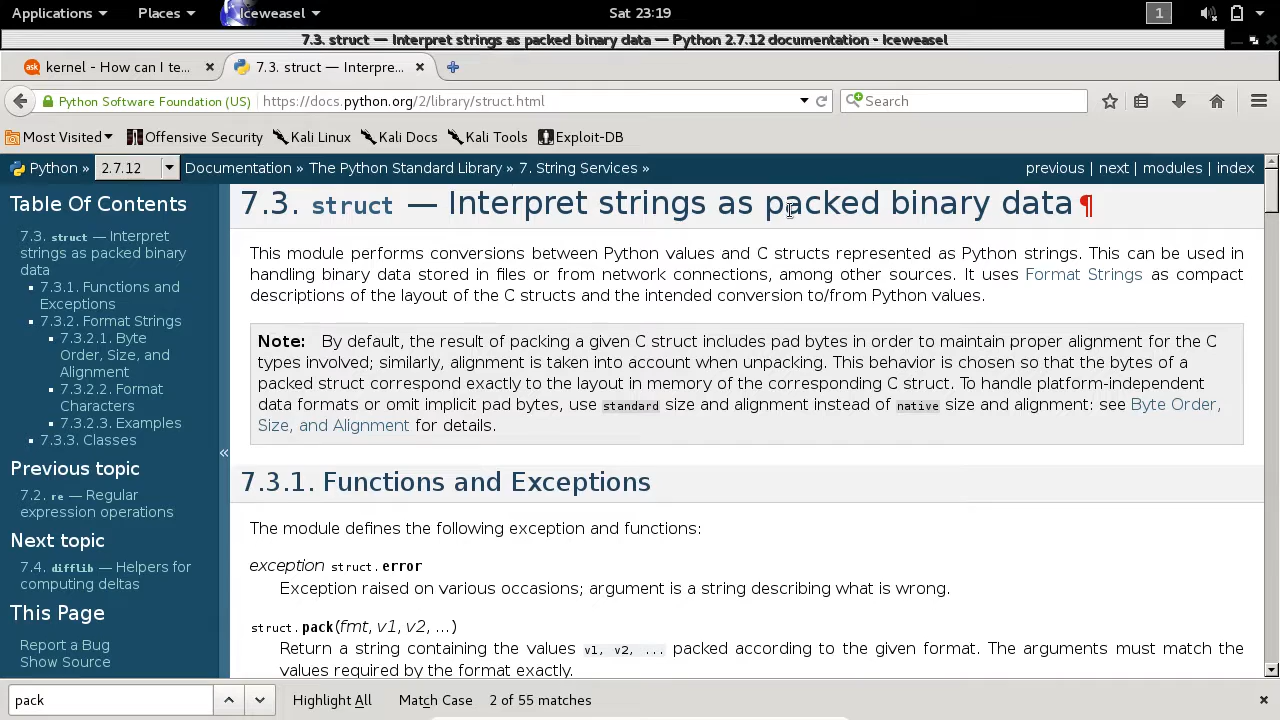 Applications Places Iceweasel Sat 23:19 1
7.3. struct — Interpret strings as packed binary data — Python 2.7.12 documentation - Iceweasel
kernel - How can I te... 7.3. struct — Interpre...
Python Software Foundation (US) https://docs.python.org/2/library/struct.html Search
Most Visited Offensive Security Kali Linux Kali Docs Kali Tools Exploit-DB
Python » 2.7.12 Documentation » The Python Standard Library » 7. String Services » previous | next | modules | index
Table Of Contents
7.3. struct — Interpret
strings as packed binary
data
7.3.1. Functions and
Exceptions
7.3.2. Format Strings
7.3.2.1. Byte
Order, Size, and
Alignment
7.3.2.2. Format
Characters
7.3.2.3. Examples
7.3.3. Classes
Previous topic
7.2. re — Regular
expression operations
Next topic
7.4. difflib — Helpers for
computing deltas
This Page
Report a Bug
Show Source
«
7.3. struct — Interpret strings as packed binary data¶
This module performs conversions between Python values and C structs represented as Python strings. This can be used in
handling binary data stored in files or from network connections, among other sources. It uses Format Strings as compact
descriptions of the layout of the C structs and the intended conversion to/from Python values.
Note: By default, the result of packing a given C struct includes pad bytes in order to maintain proper alignment for the C
types involved; similarly, alignment is taken into account when unpacking. This behavior is chosen so that the bytes of a
packed struct correspond exactly to the layout in memory of the corresponding C struct. To handle platform-independent
data formats or omit implicit pad bytes, use standard size and alignment instead of native size and alignment: see Byte Order,
Size, and Alignment for details.
7.3.1. Functions and Exceptions
The module defines the following exception and functions:
exception struct.error
Exception raised on various occasions; argument is a string describing what is wrong.
struct.pack(fmt, v1, v2, ...)
Return a string containing the values v1, v2, ... packed according to the given format. The arguments must match the
values required by the format exactly.
pack Highlight All Match Case 2 of 55 matches